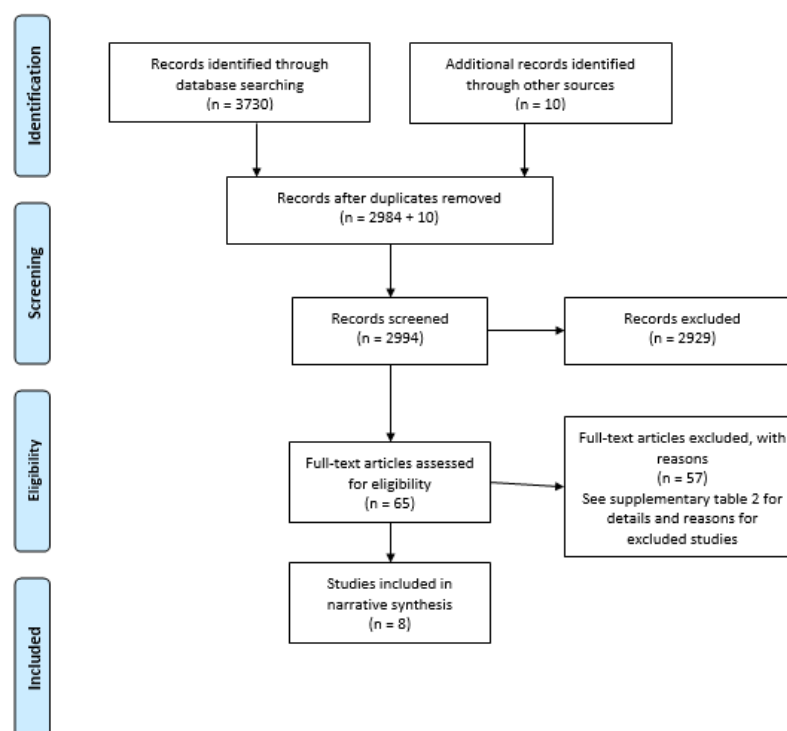 Identification
Records identified through
database searching
(n = 3730)
Additional records identified
through other sources
(n = 10)
Records after duplicates removed
(n = 2984 + 10)
Screening
Records screened
(n = 2994)
Records excluded
(n = 2929)
Eligibility
Full-text articles assessed
for eligibility
(n = 65)
Full-text articles excluded, with
reasons
(n = 57)
See supplementary table 2 for
details and reasons for
excluded studies
Included
Studies included in
narrative synthesis
(n = 8)